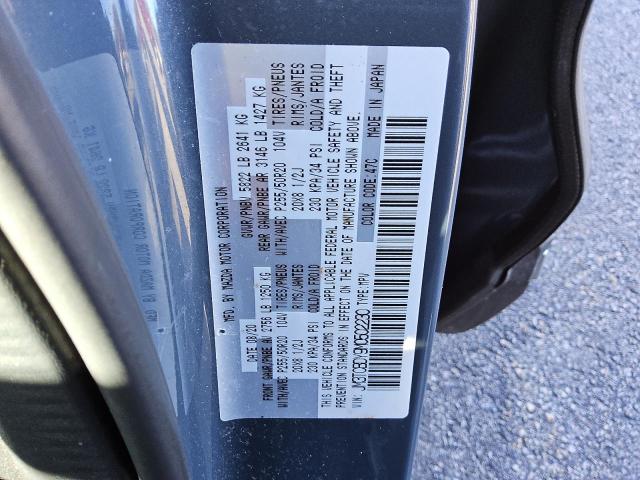 MFD. BY MAZDA MOTOR CORPORATION
DATE 08/20 GVWR/PNBV 5822 LB 2641 KG
FRONT GAWR/PNBE AV 2756 LB 1250 KG REAR GAWR/PNBE AR 3146 LB 1427 KG
WITH/AVEC P255/50R20 104V TIRES/PNEUS WITH/AVEC P255/50R20 104V TIRES/PNEUS
20X8 1/2J RIMS/JANTES 20X8 1/2J RIMS/JANTES
230 KPA/34 PSI COLD/A FROID 230 KPA/34 PSI COLD/A FROID
THIS VEHICLE CONFORMS TO ALL APPLICABLE FEDERAL MOTOR VEHICLE SAFETY AND THEFT
PREVENTION STANDARDS IN EFFECT ON THE DATE OF MANUFACTURE SHOWN ABOVE.
VIN: JM3TCBDY9M0502230 TYPE:MPV COLOR CODE:47C MADE IN JAPAN